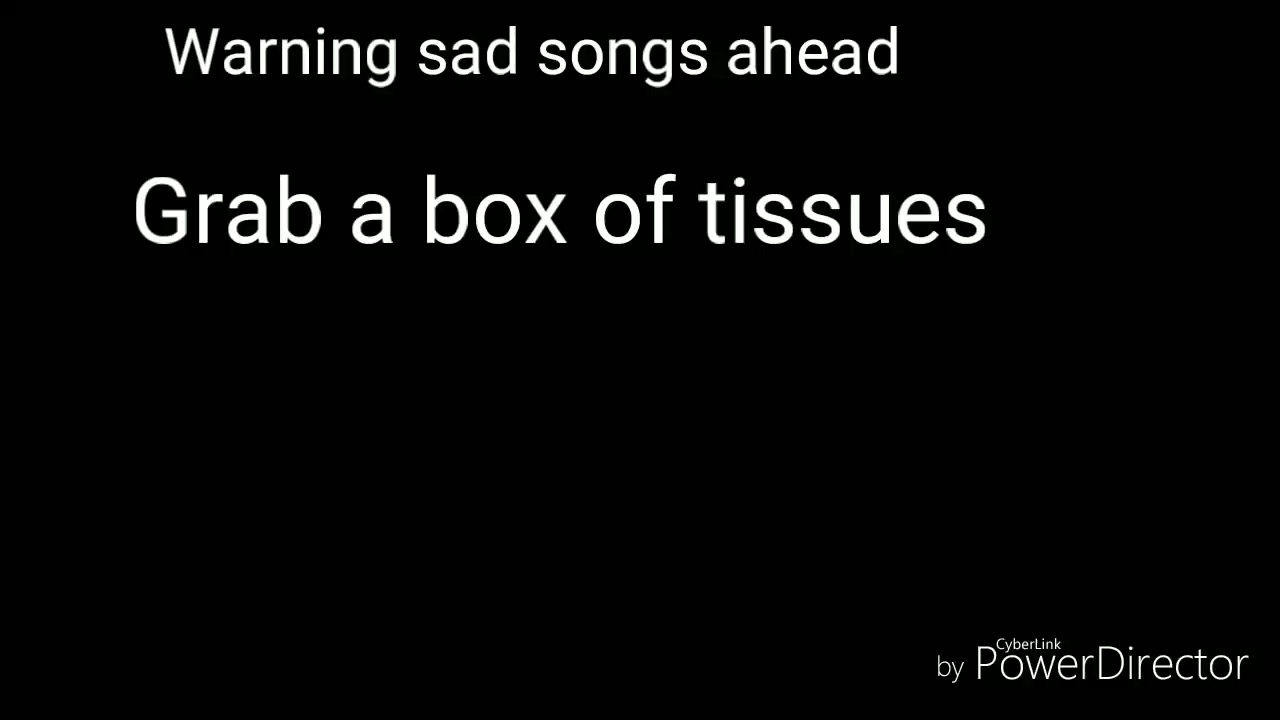 Warning sad songs ahead
Grab a box of tissues
CyberLink
by PowerDirector